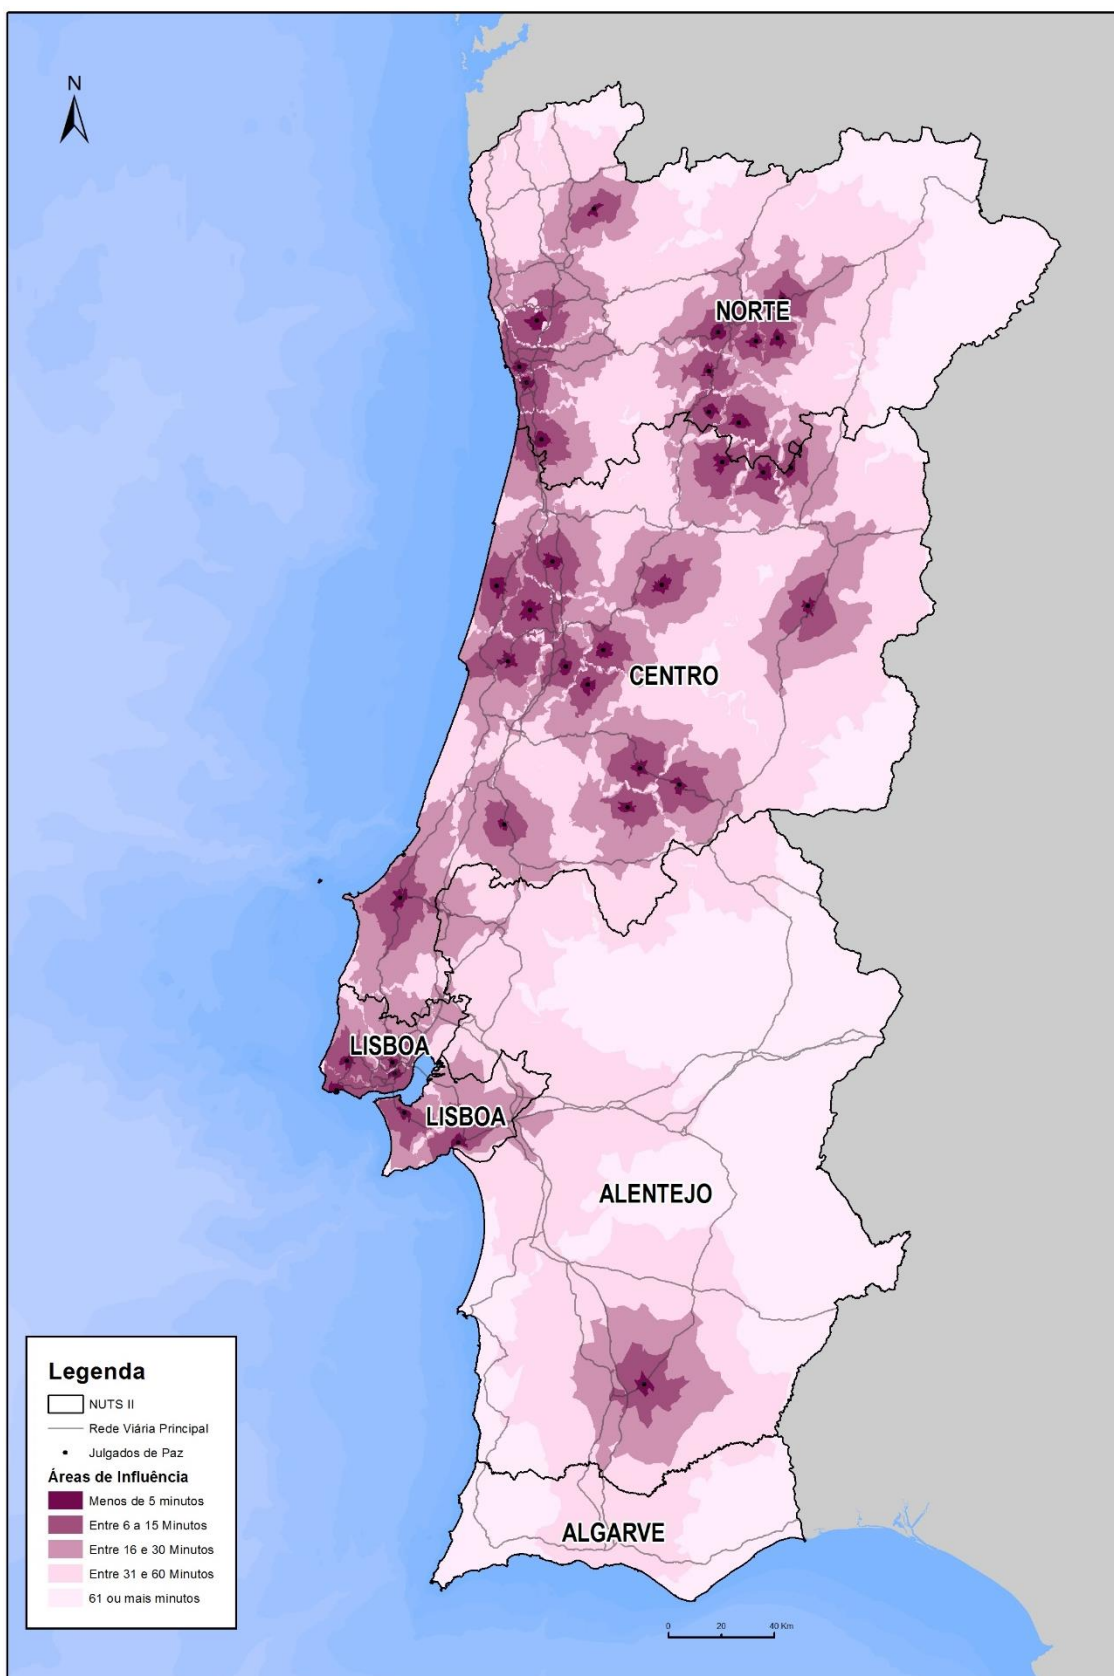 N
NORTE
CENTRO
LISBOA
LISBOA
ALENTEJO
ALGARVE
Legenda
NUTS II
Rede Viária Principal
Julgados de Paz
Áreas de Influência
Menos de 5 minutos
Entre 6 a 15 Minutos
Entre 16 e 30 Minutos
Entre 31 e 60 Minutos
61 ou mais minutos
0 20 40 Km